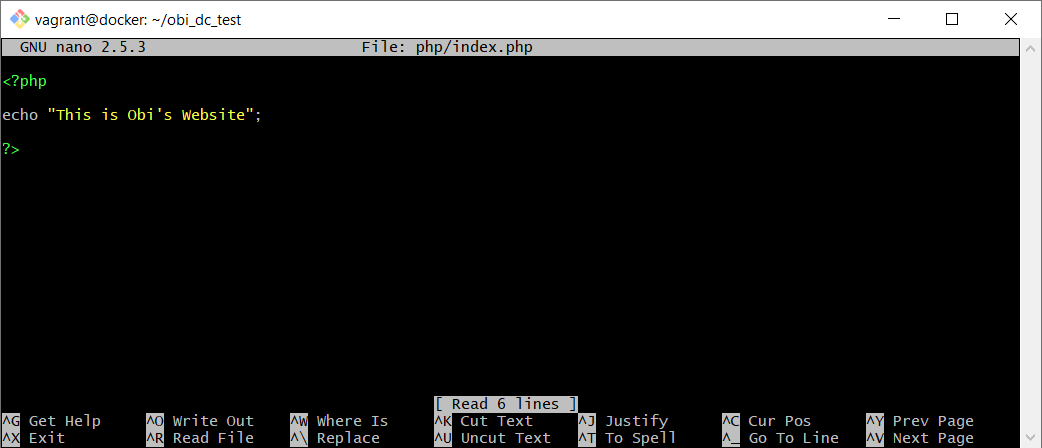 vagrant@docker: ~/obi_dc_test
GNU nano 2.5.3 File: php/index.php
<?php
echo "This is Obi's Website";
?>
[ Read 6 lines ]
^G Get Help ^O Write Out ^W Where Is ^K Cut Text ^J Justify ^C Cur Pos ^Y Prev Page
^X Exit ^R Read File ^\ Replace ^U Uncut Text ^T To Spell ^_ Go To Line ^V Next Page